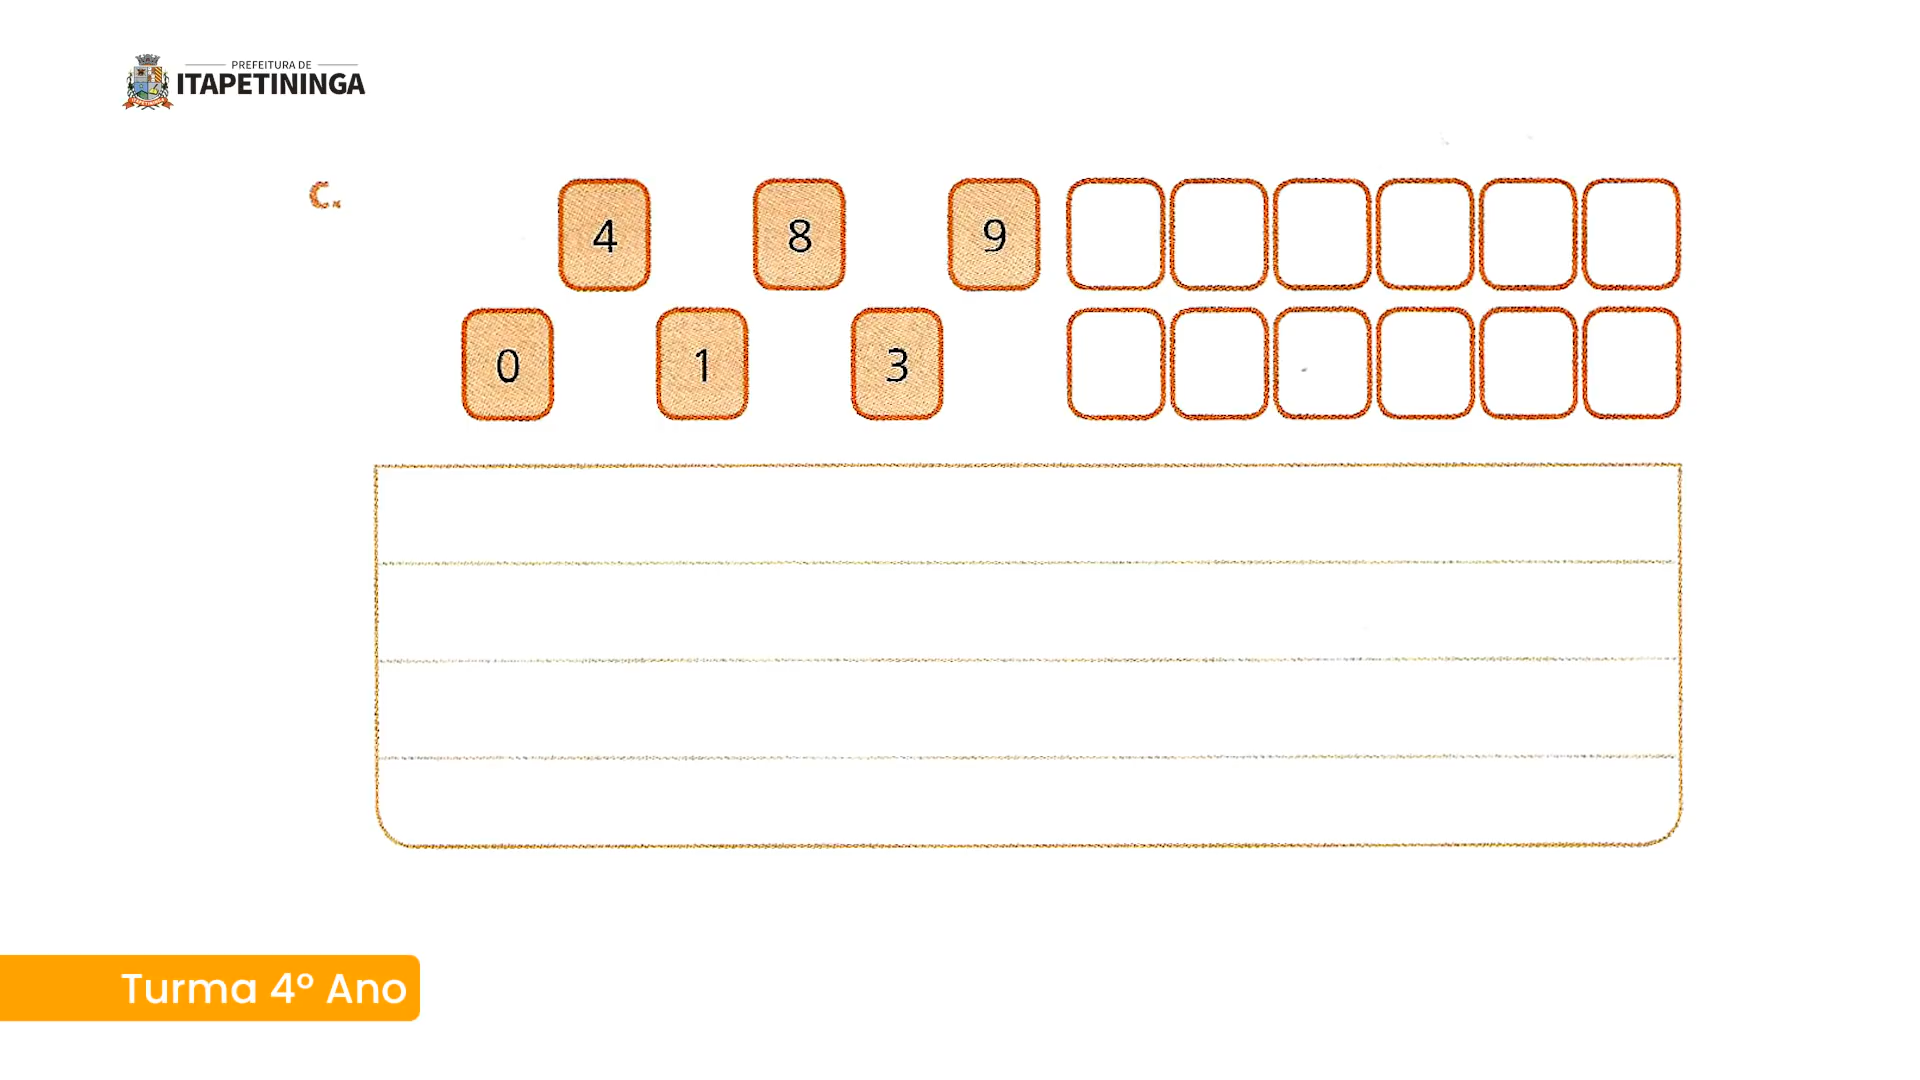 PREFEITURA DE
ITAPETININGA
C.
4 8 9
0 1 3
Turma 4º Ano